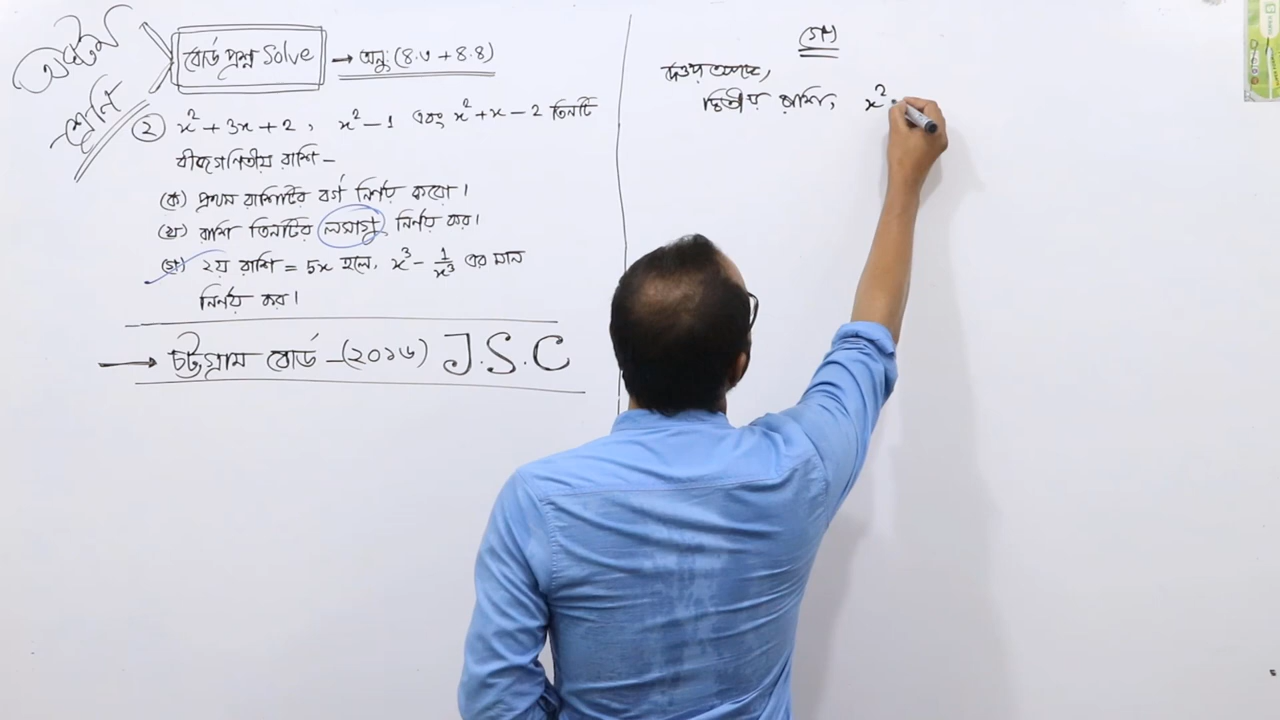 অষ্টম
শ্রেণি
বোর্ড প্রশ্ন Solve → অনু: (৪.৩ + ৪.৪)
২ x² + 3x + 2, x² - 1 এবং x² + x - 2 তিনটি
বীজগণিতীয় রাশি -
(ক) প্রথম রাশিটির বর্গ নির্ণয় করো।
(খ) রাশি তিনটির লসাগু নির্ণয় কর।
(গ) ২য় রাশি = 5x হলে, x³ - 1/x³ এর মান
নির্ণয় কর।
→ চট্টগ্রাম বোর্ড - (২০১৬) J.S.C
(গ)
দেওয়া আছে,
দ্বিতীয় রাশি, x²